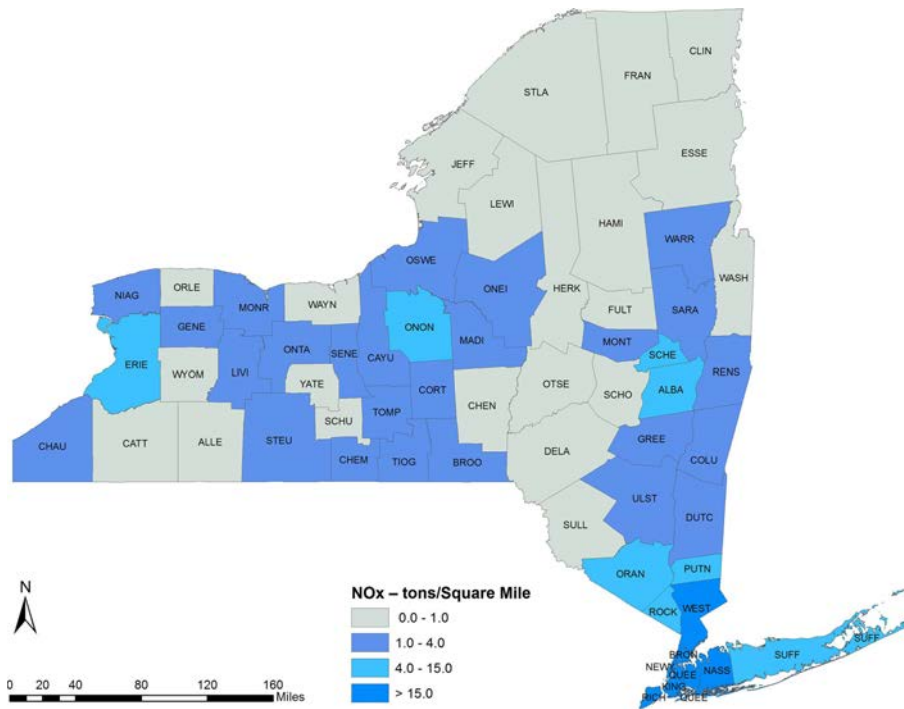 CLIN
FRAN
STLA
ESSE
JEFF
LEWI
HAMI
WARR
OSWE
WASH
ONEI
HERK
ORLE
NIAG
WAYN
MONR
FULT
SARA
GENE
ONON
MADI
MONT
ONTA
SENE
CAYU
SCHE
ERIE
WYOM
LIVI
RENS
YATE
CORT
OTSE
SCHO
ALBA
CHEN
TOMP
SCHU
CHAU
CATT
ALLE
STEU
GREE
DELA
COLU
CHEM
TIOG
BROO
ULST
DUTC
SULL
PUTN
ORAN
ROCK
WEST
SUFF
SUFF
BRON
NEWY
QUEE
NASS
KING
RICH
QUEE
N
NOx – tons/Square Mile
0.0 - 1.0
1.0 - 4.0
4.0 - 15.0
> 15.0
0 20 40 80 120 160
Miles